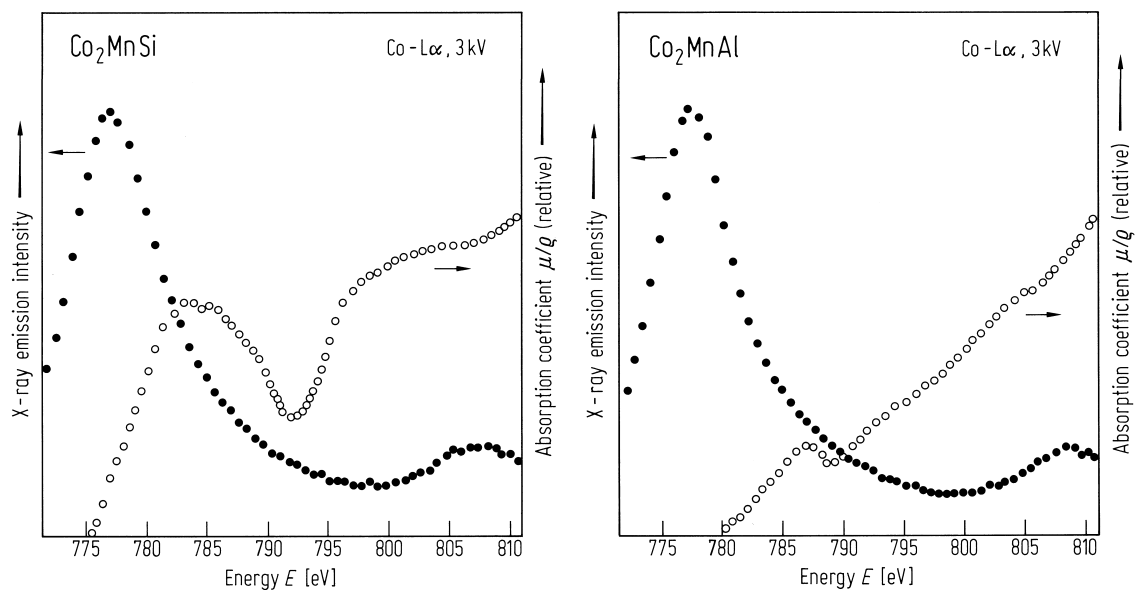 Co₂MnSi
Co-Lα, 3kV
X-ray emission intensity
Absorption coefficient μ/ϱ (relative)
775 780 785 790 795 800 805 810
Energy E [eV]
Co₂MnAl
Co-Lα, 3kV
X-ray emission intensity
Absorption coefficient μ/ϱ (relative)
775 780 785 790 795 800 805 810
Energy E [eV]